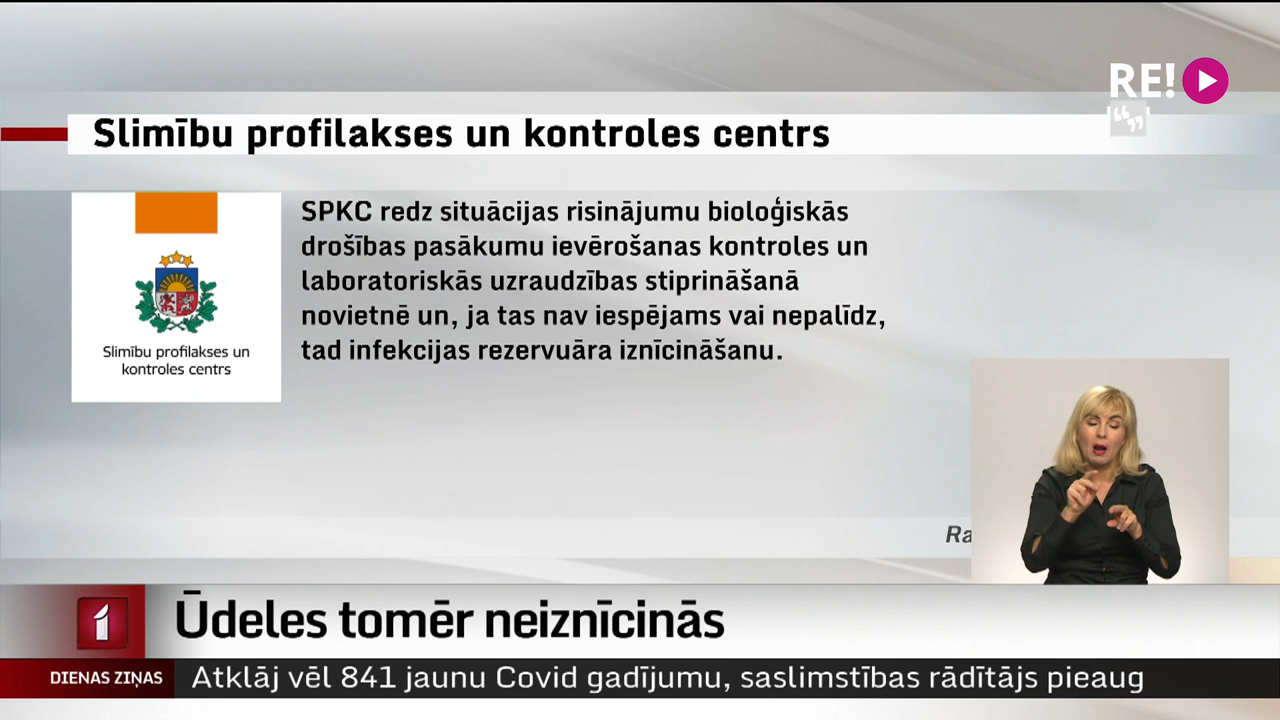 RE!
Slimību profilakses un kontroles centrs
SPKC redz situācijas risinājumu bioloģiskās
drošības pasākumu ievērošanas kontroles un
laboratoriskās uzraudzības stiprināšanā
novietnē un, ja tas nav iespējams vai nepalīdz,
tad infekcijas rezervuāra iznīcināšanu.
Slimību profilakses un
kontroles centrs
1
Ūdeles tomēr neiznīcinās
DIENAS ZIŅAS
Atklāj vēl 841 jaunu Covid gadījumu, saslimstības rādītājs pieaug